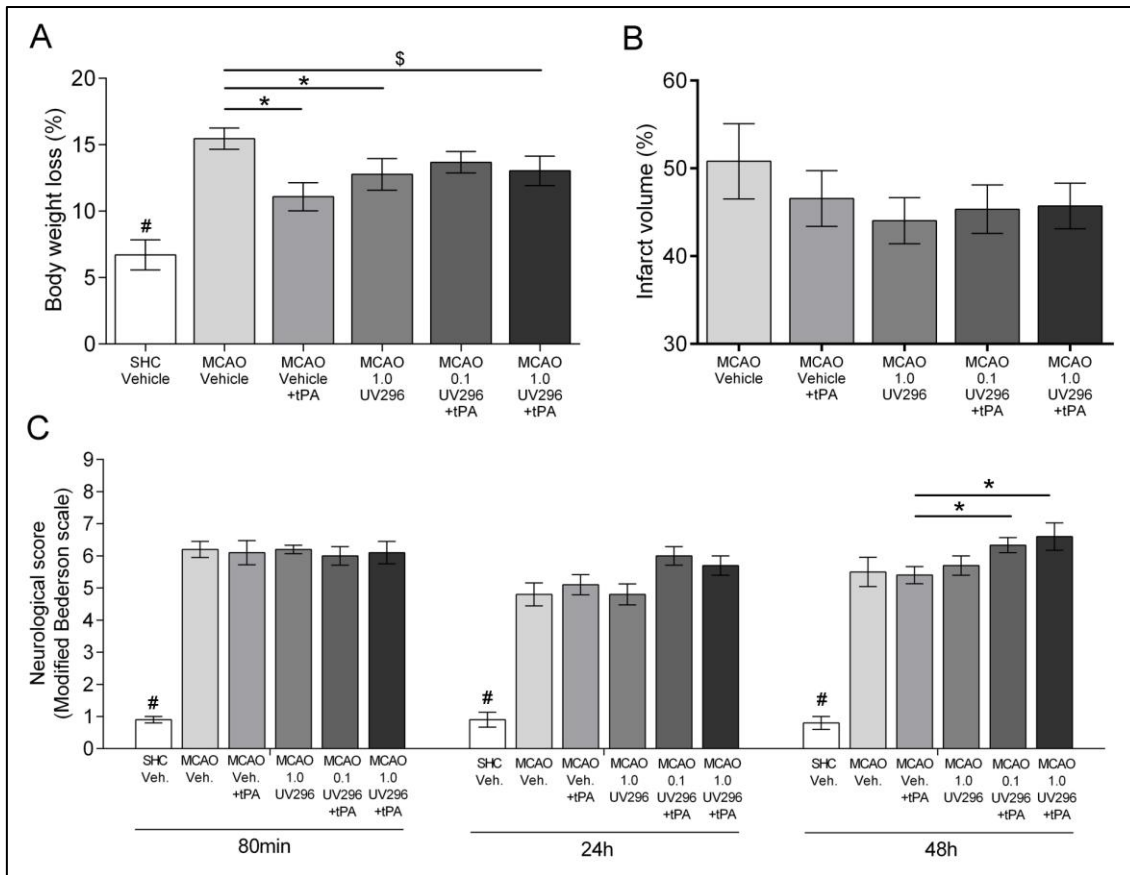 A
Body weight loss (%)
20
15
10
5
0
#
*
*
$
SHC
Vehicle
MCAO
Vehicle
MCAO
Vehicle
+tPA
MCAO
1.0
UV296
MCAO
0.1
UV296
+tPA
MCAO
1.0
UV296
+tPA
B
Infarct volume (%)
60
50
40
30
MCAO
Vehicle
MCAO
Vehicle
+tPA
MCAO
1.0
UV296
MCAO
0.1
UV296
+tPA
MCAO
1.0
UV296
+tPA
C
Neurological score
(Modified Bederson scale)
9
8
7
6
5
4
3
2
1
0
#
#
#
*
*
SHC
Veh.
MCAO
Veh.
MCAO
Veh.
+tPA
MCAO
1.0
UV296
MCAO
0.1
UV296
+tPA
MCAO
1.0
UV296
+tPA
80min
SHC
Veh.
MCAO
Veh.
MCAO
Veh.
+tPA
MCAO
1.0
UV296
MCAO
0.1
UV296
+tPA
MCAO
1.0
UV296
+tPA
24h
SHC
Veh.
MCAO
Veh.
MCAO
Veh.
+tPA
MCAO
1.0
UV296
MCAO
0.1
UV296
+tPA
MCAO
1.0
UV296
+tPA
48h